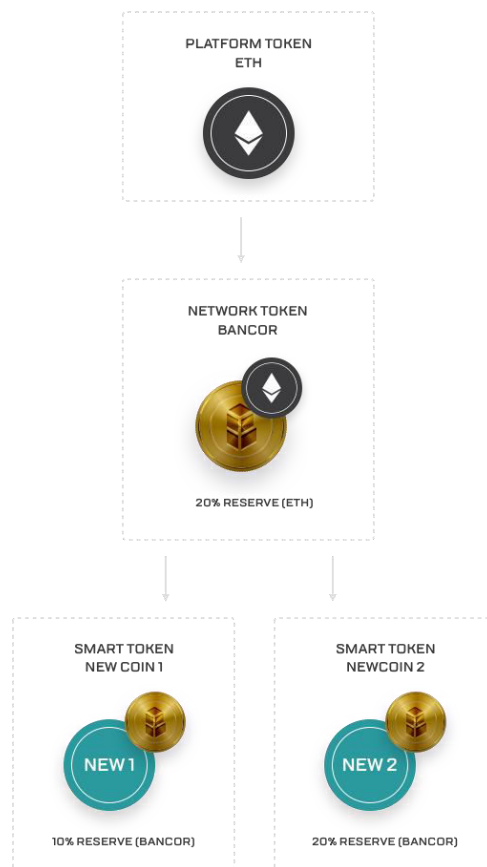 PLATFORM TOKEN
ETH
NETWORK TOKEN
BANCOR
20% RESERVE (ETH)
SMART TOKEN
NEW COIN 1
NEW 1
10% RESERVE (BANCOR)
SMART TOKEN
NEWCOIN 2
NEW 2
20% RESERVE (BANCOR)